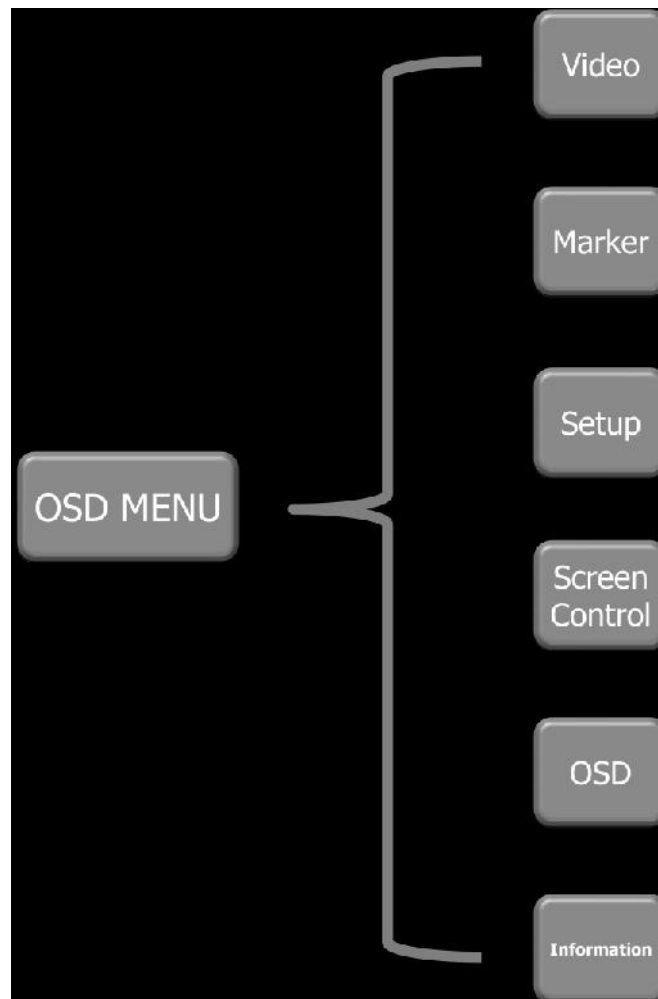 Video
Marker
Setup
OSD MENU
Screen
Control
OSD
Information